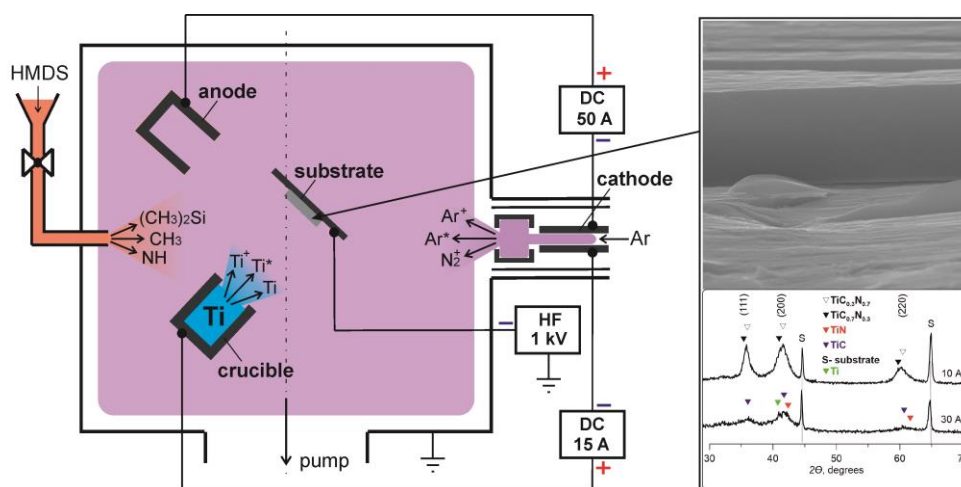 HMDS
anode
+
DC
50 A
−
substrate
cathode
(CH₃)₂Si
CH₃
NH
Ar⁺
Ar*
N₂⁺
Ar
Ti⁺
Ti*
Ti
Ti
crucible
−
HF
1 kV
−
DC
15 A
+
pump
(111)
(200)
(220)
TiC₀.₃N₀.₇
TiC₀.₇N₀.₃
TiN
TiC
S- substrate
Ti
S
S
10 A
30 A
30
40
50
60
2Θ, degrees